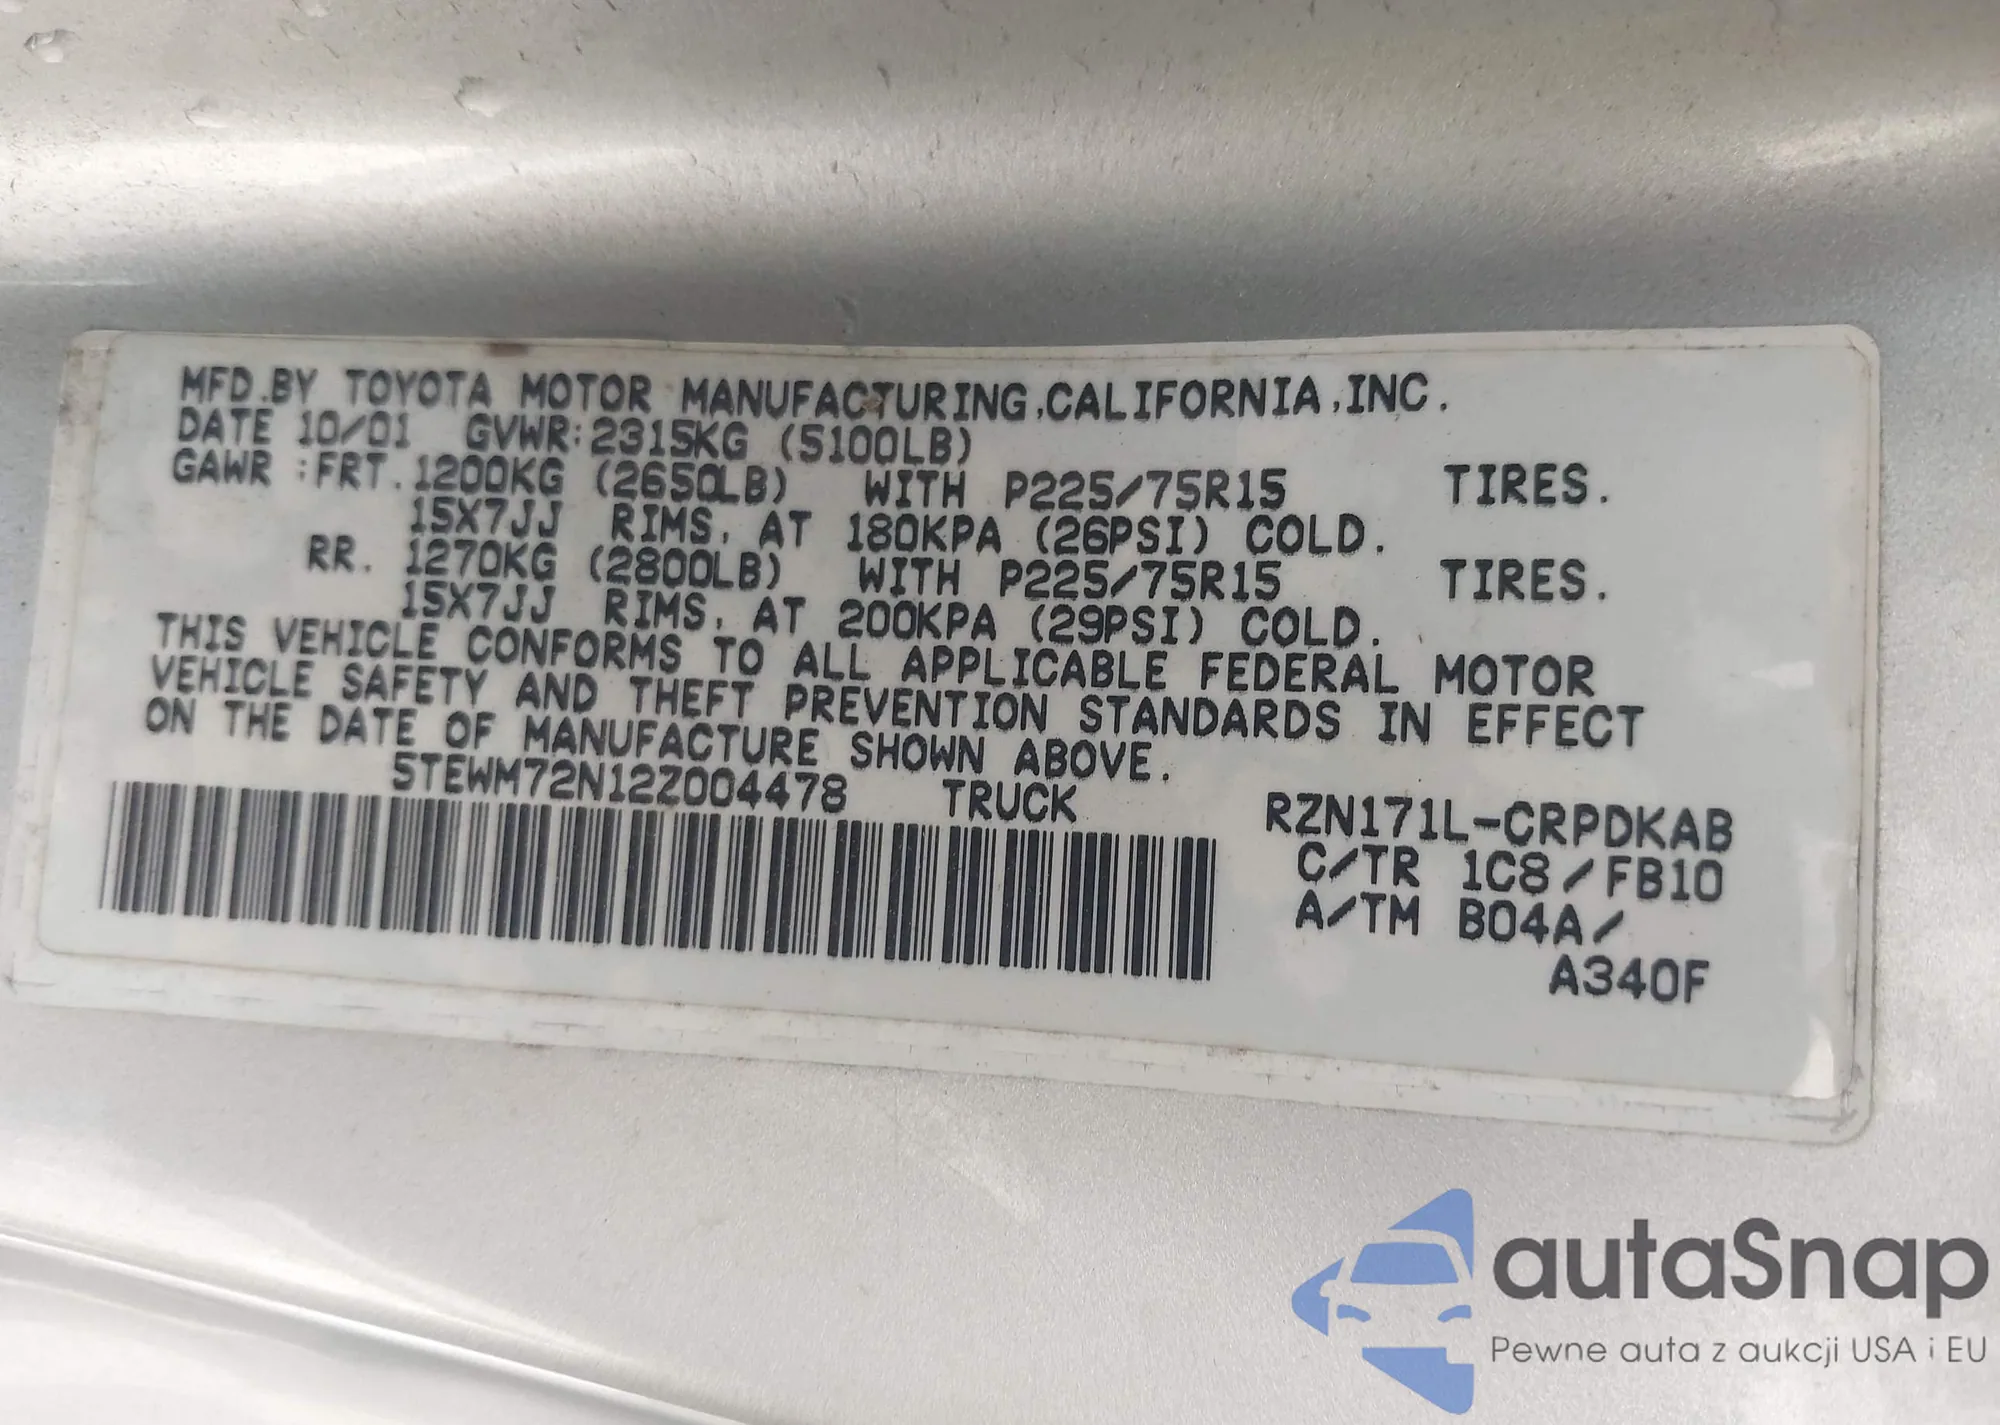 MFD.BY TOYOTA MOTOR MANUFACTURING,CALIFORNIA,INC.
DATE 10/01 GVWR:2315KG (5100LB)
GAWR :FRT. 1200KG (2650LB) WITH P225/75R15 TIRES.
15X7JJ RIMS, AT 180KPA (26PSI) COLD.
RR. 1270KG (2800LB) WITH P225/75R15 TIRES.
15X7JJ RIMS, AT 200KPA (29PSI) COLD.
THIS VEHICLE CONFORMS TO ALL APPLICABLE FEDERAL MOTOR
VEHICLE SAFETY AND THEFT PREVENTION STANDARDS IN EFFECT
ON THE DATE OF MANUFACTURE SHOWN ABOVE.
5TEWM72N12Z004478 TRUCK RZN171L-CRPDKAB
C/TR 1C8/FB10
A/TM B04A/
A340F
autaSnap
Pewne auta z aukcji USA i EU